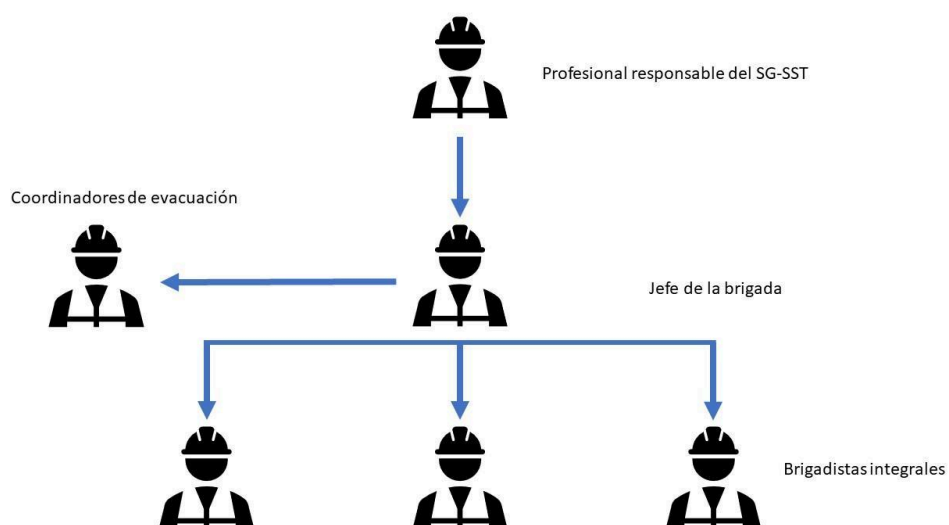 Profesional responsable del SG-SST
Coordinadores de evacuación
Jefe de la brigada
Brigadistas integrales